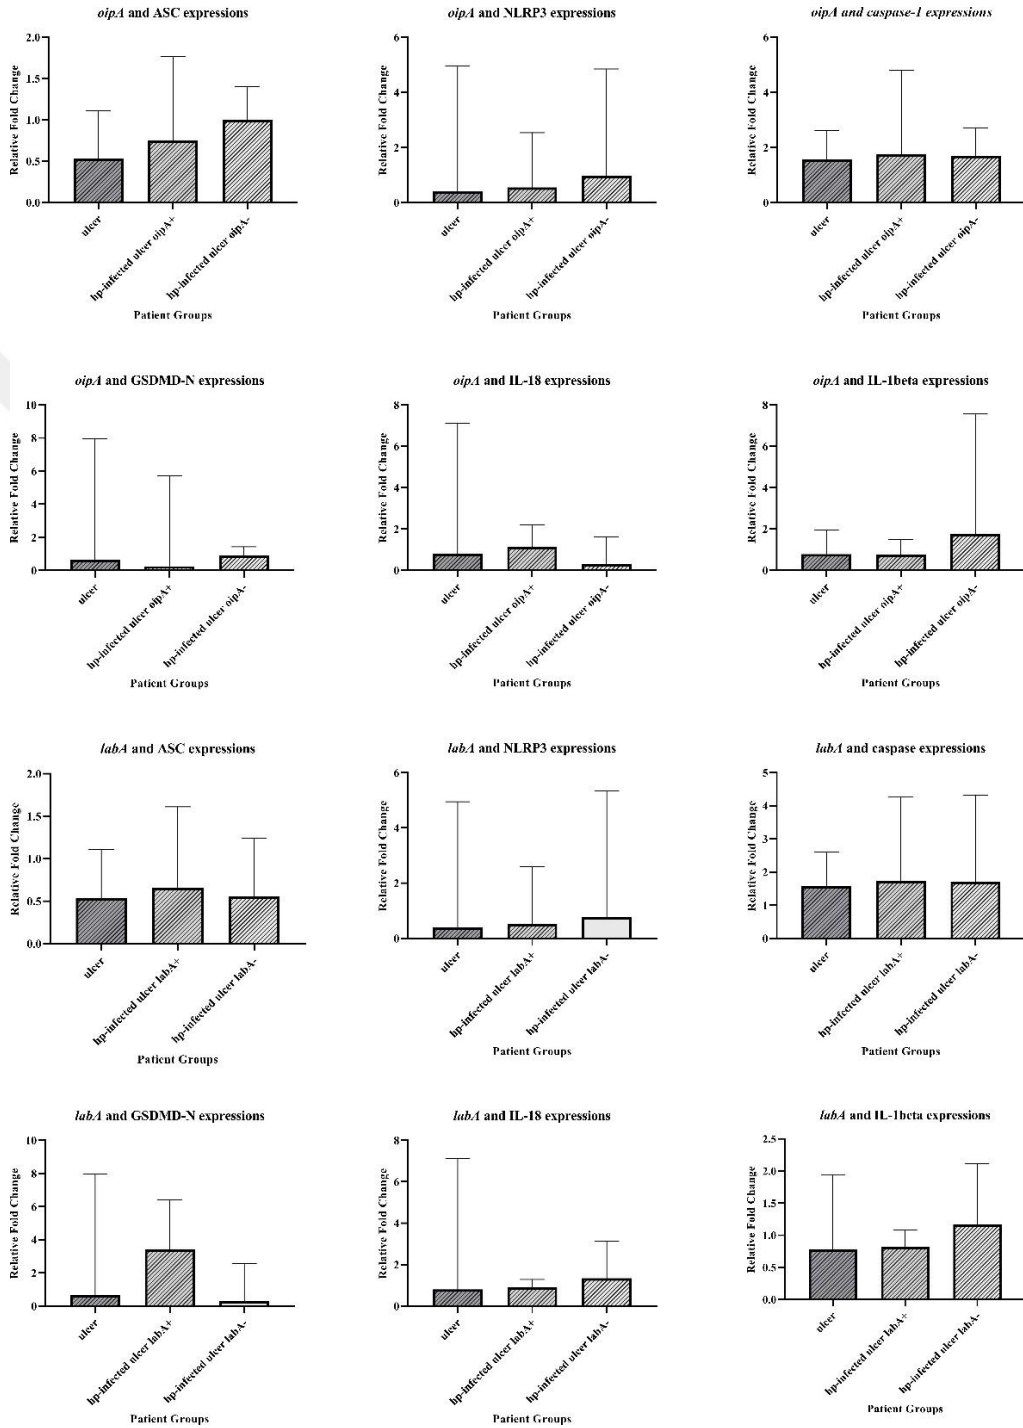 oipA and ASC expressions
Relative Fold Change
2.0
1.5
1.0
0.5
0.0
ulcer
hp-infected ulcer oipA+
hp-infected ulcer oipA-
Patient Groups
oipA and NLRP3 expressions
Relative Fold Change
6
4
2
0
ulcer
hp-infected ulcer oipA+
hp-infected ulcer oipA-
Patient Groups
oipA and caspase-1 expressions
Relative Fold Change
6
4
2
0
ulcer
hp-infected ulcer oipA+
hp-infected ulcer oipA-
Patient Groups
oipA and GSDMD-N expressions
Relative Fold Change
10
8
6
4
2
0
ulcer
hp-infected ulcer oipA+
hp-infected ulcer oipA-
Patient Groups
oipA and IL-18 expressions
Relative Fold Change
8
6
4
2
0
ulcer
hp-infected ulcer oipA+
hp-infected ulcer oipA-
Patient Groups
oipA and IL-1beta expressions
Relative Fold Change
8
6
4
2
0
ulcer
hp-infected ulcer oipA+
hp-infected ulcer oipA-
Patient Groups
labA and ASC expressions
Relative Fold Change
2.0
1.5
1.0
0.5
0.0
ulcer
hp-infected ulcer labA+
hp-infected ulcer labA-
Patient Groups
labA and NLRP3 expressions
Relative Fold Change
6
4
2
0
ulcer
hp-infected ulcer labA+
hp-infected ulcer labA-
Patient Groups
labA and caspase expressions
Relative Fold Change
5
4
3
2
1
0
ulcer
hp-infected ulcer labA+
hp-infected ulcer labA-
Patient Groups
labA and GSDMD-N expressions
Relative Fold Change
10
8
6
4
2
0
ulcer
hp-infected ulcer labA+
hp-infected ulcer labA-
Patient Groups
labA and IL-18 expressions
Relative Fold Change
8
6
4
2
0
ulcer
hp-infected ulcer labA+
hp-infected ulcer labA-
Patient Groups
labA and IL-1beta expressions
Relative Fold Change
2.5
2.0
1.5
1.0
0.5
0.0
ulcer
hp-infected ulcer labA+
hp-infected ulcer labA-
Patient Groups